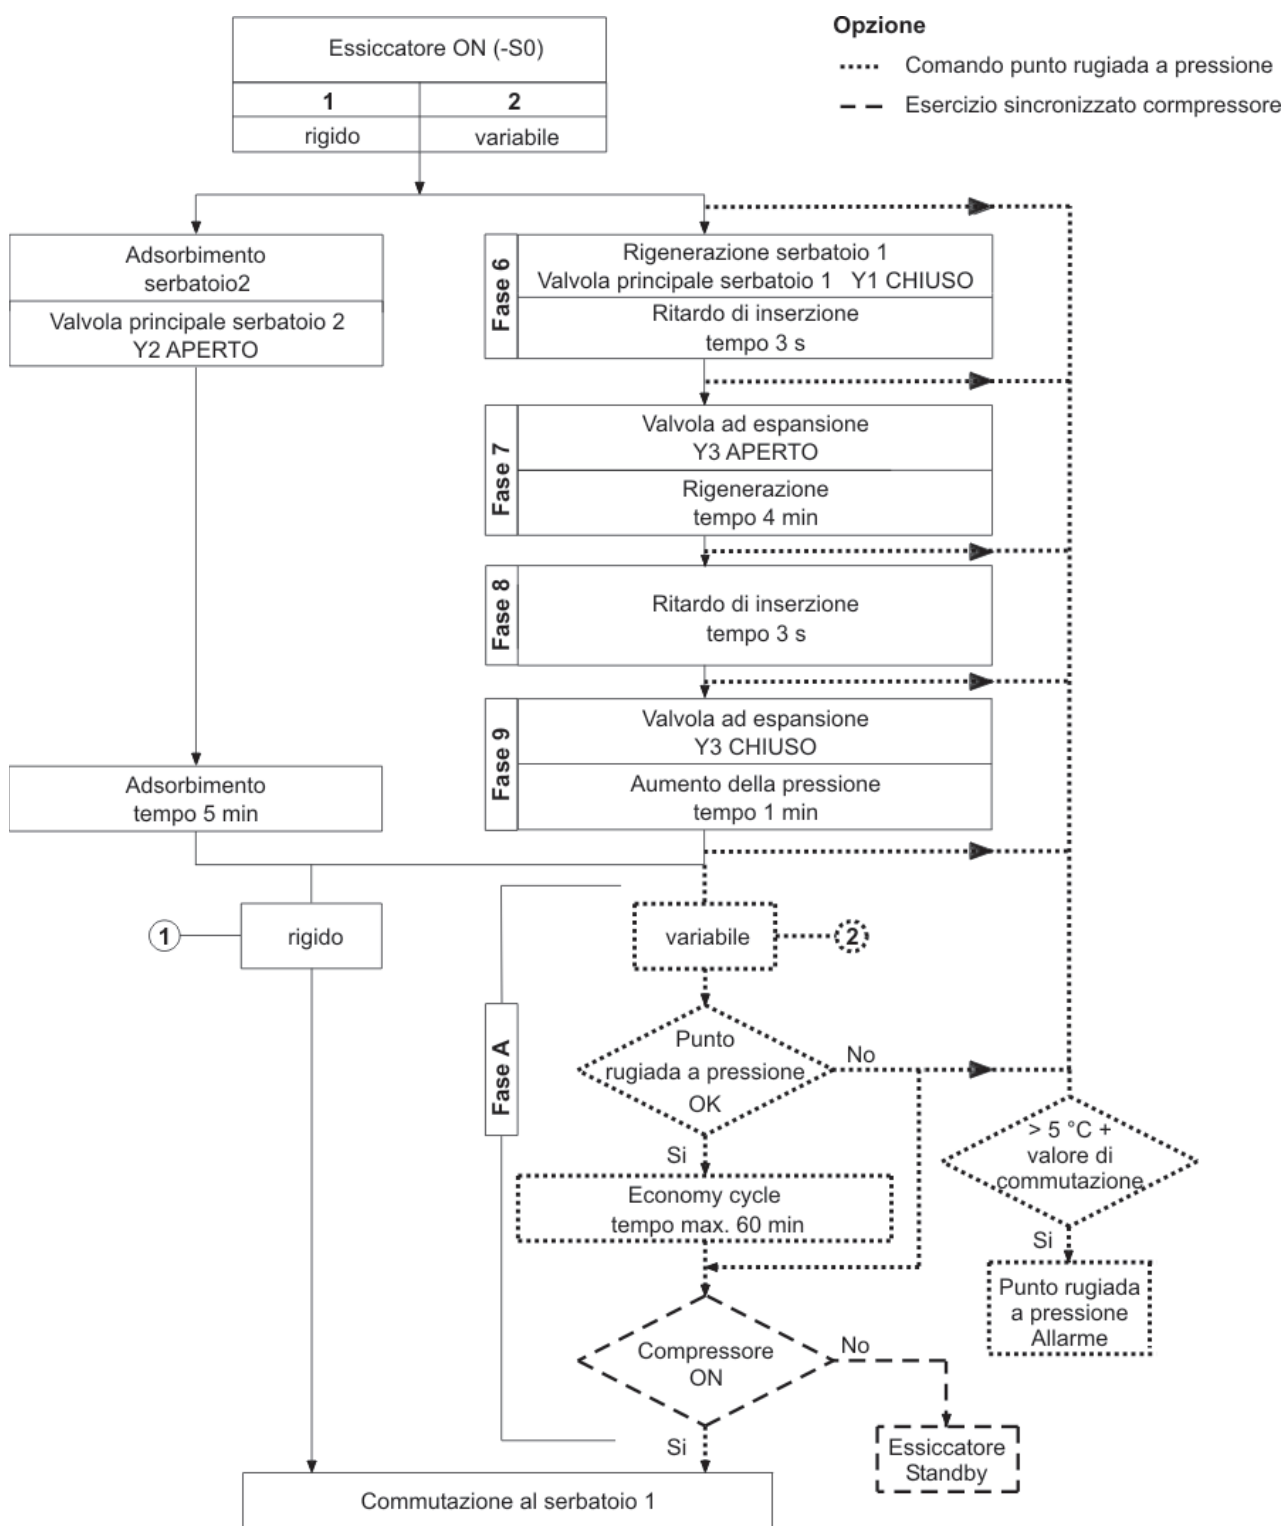 Opzione
Comando punto rugiada a pressione
Esercizio sincronizzato cormpressore
Essiccatore ON (-S0)
1
2
rigido
variabile
Adsorbimento
serbatoio2
Valvola principale serbatoio 2
Y2 APERTO
Fase 6
Rigenerazione serbatoio 1
Valvola principale serbatoio 1 Y1 CHIUSO
Ritardo di inserzione
tempo 3 s
Fase 7
Valvola ad espansione
Y3 APERTO
Rigenerazione
tempo 4 min
Fase 8
Ritardo di inserzione
tempo 3 s
Fase 9
Valvola ad espansione
Y3 CHIUSO
Aumento della pressione
tempo 1 min
Adsorbimento
tempo 5 min
1
rigido
variabile
2
Fase A
Punto
rugiada a pressione
OK
No
Si
> 5 °C +
valore di
commutazione
Si
Punto rugiada
a pressione
Allarme
Economy cycle
tempo max. 60 min
Compressore
ON
No
Si
Essiccatore
Standby
Commutazione al serbatoio 1